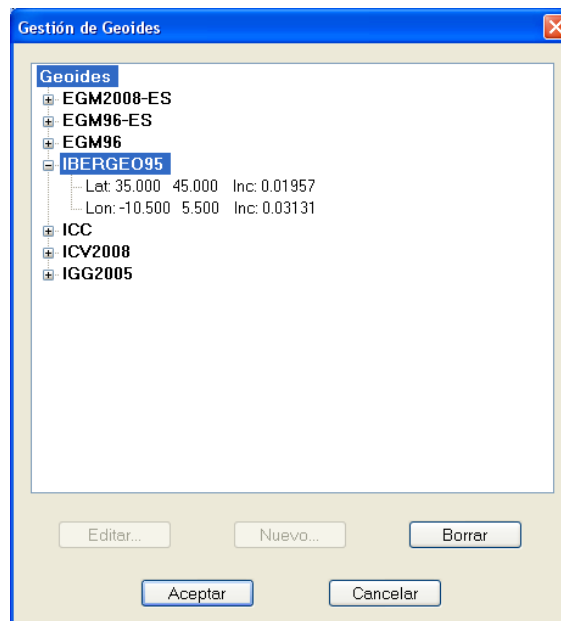 Gestión de Geoides
Geoides
EGM2008-ES
EGM96-ES
EGM96
IBERGEO95
Lat: 35.000 45.000 Inc: 0.01957
Lon: -10.500 5.500 Inc: 0.03131
ICC
ICV2008
IGG2005
Editar... Nuevo... Borrar
Aceptar Cancelar